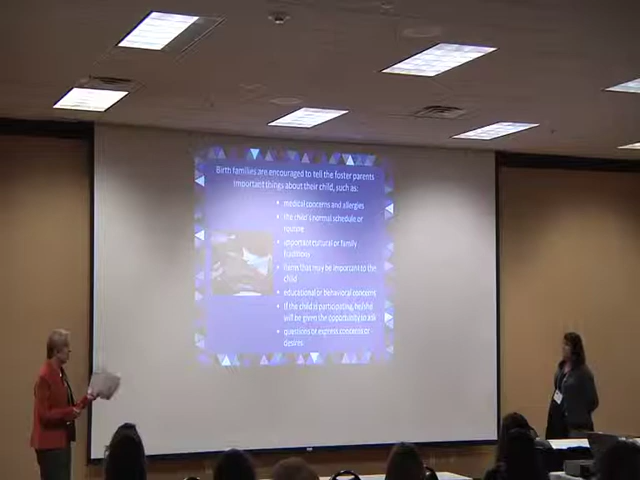 Birth families are encouraged to tell the foster parents
important things about their child, such as:
• medical concerns and allergies
• the child's normal schedule or
routine
• important cultural or family
traditions
• items that may be important to the
child
• educational or behavioral concerns
• if the child is participating, he/she
will be given the opportunity to ask
• questions or express concerns or
desires